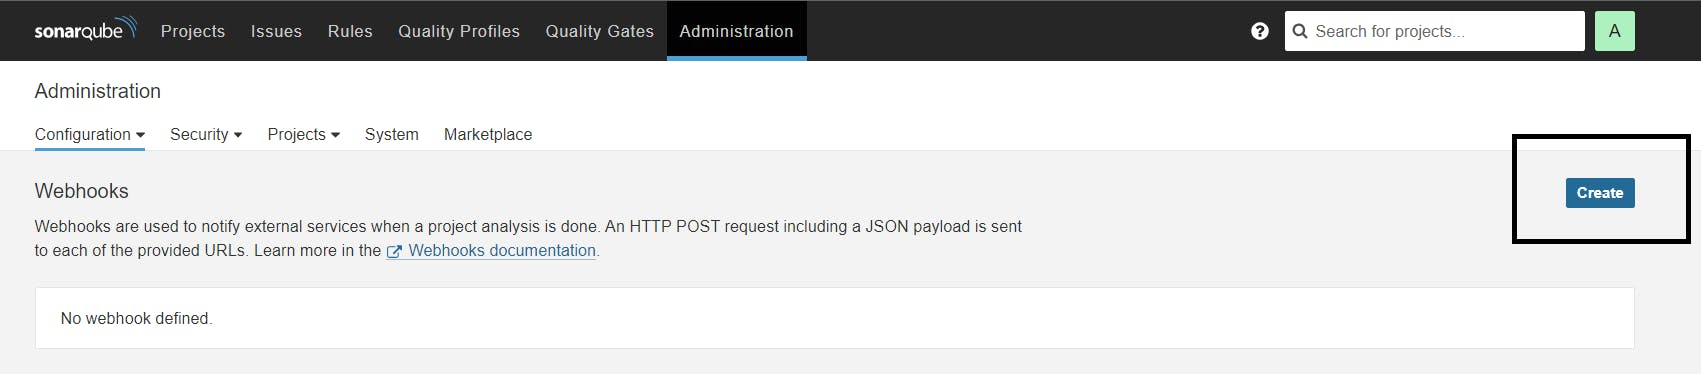 sonarqube Projects Issues Rules Quality Profiles Quality Gates Administration ? Search for projects... A
Administration
Configuration Security Projects System Marketplace
Webhooks
Create
Webhooks are used to notify external services when a project analysis is done. An HTTP POST request including a JSON payload is sent
to each of the provided URLs. Learn more in the Webhooks documentation.
No webhook defined.